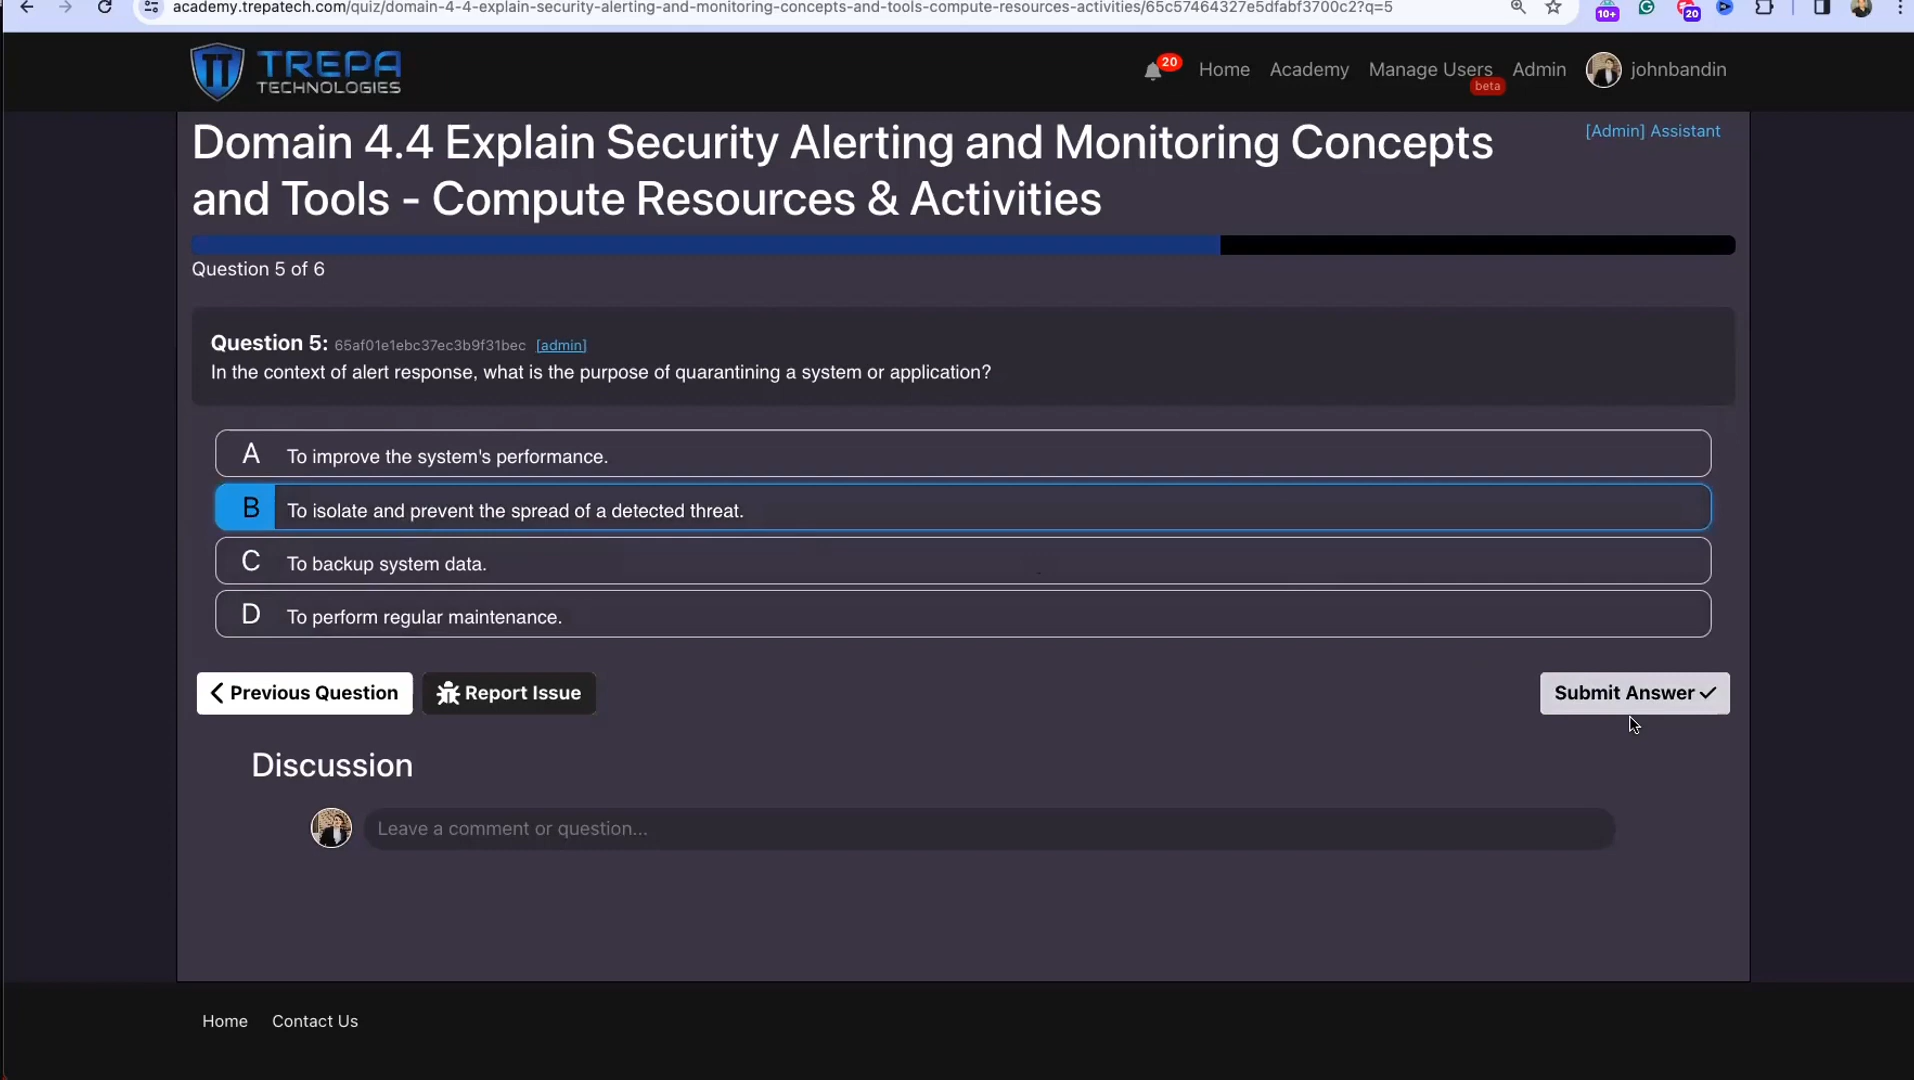 academy.trepatech.com/quiz/domain-4-4-explain-security-alerting-and-monitoring-concepts-and-tools-compute-resources-activities/65c57464327e5dfabf3700c2?q=5
10+
20
TREPA
TECHNOLOGIES
20
Home
Academy
Manage Users
beta
Admin
johnbandin
Domain 4.4 Explain Security Alerting and Monitoring Concepts
and Tools - Compute Resources & Activities
[Admin] Assistant
Question 5 of 6
Question 5: 65af01e1ebc37ec3b9f31bec [admin]
In the context of alert response, what is the purpose of quarantining a system or application?
A To improve the system's performance.
B To isolate and prevent the spread of a detected threat.
C To backup system data.
D To perform regular maintenance.
Previous Question
Report Issue
Submit Answer
Discussion
Leave a comment or question...
Home
Contact Us